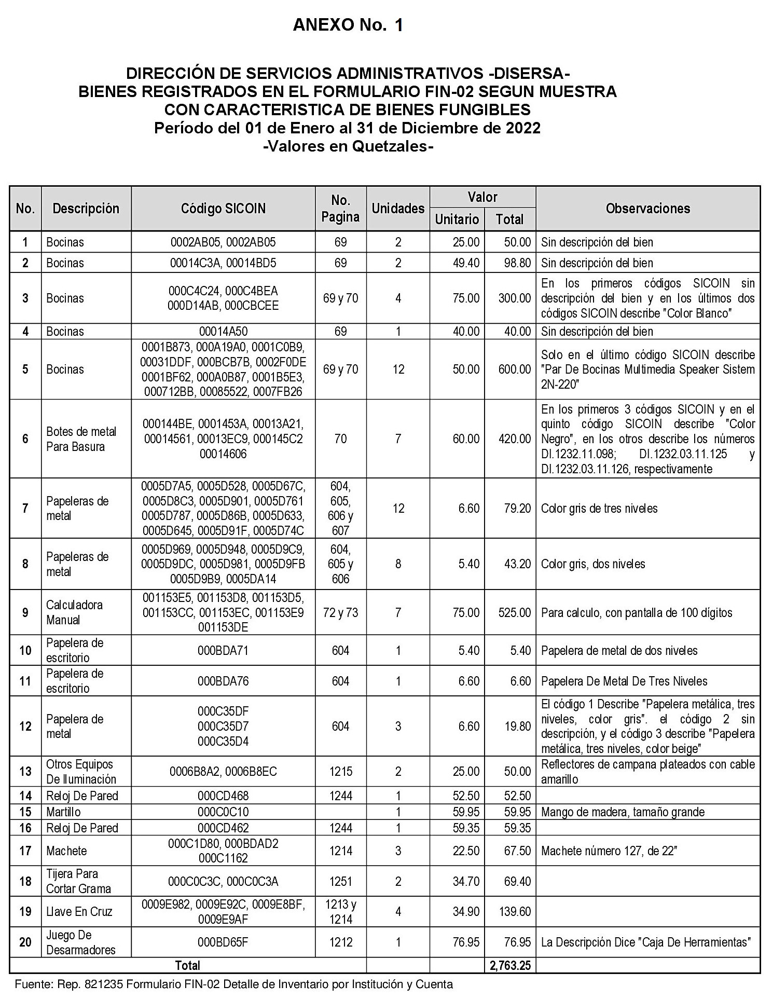 ANEXO No. 1
DIRECCIÓN DE SERVICIOS ADMINISTRATIVOS -DISERSA-
BIENES REGISTRADOS EN EL FORMULARIO FIN-02 SEGUN MUESTRA
CON CARACTERISTICA DE BIENES FUNGIBLES
Período del 01 de Enero al 31 de Diciembre de 2022
-Valores en Quetzales-
No. Descripción Código SICOIN No. Pagina Unidades Valor Unitario Total Observaciones
1 Bocinas 0002AB05, 0002AB05 69 2 25.00 50.00 Sin descripción del bien
2 Bocinas 00014C3A, 00014BD5 69 2 49.40 98.80 Sin descripción del bien
3 Bocinas 000C4C24, 000C4BEA 000D14AB, 000CBCEE 69 y 70 4 75.00 300.00 En los primeros códigos SICOIN sin descripción del bien y en los últimos dos códigos SICOIN describe "Color Blanco"
4 Bocinas 00014A50 69 1 40.00 40.00 Sin descripción del bien
5 Bocinas 0001B873, 000A19A0, 0001C0B9, 00031DDF, 000BCB7B, 0002F0DE 0001BF62, 000A0B87, 0001B5E3, 000712BB, 00085522, 0007FB26 69 y 70 12 50.00 600.00 Solo en el último código SICOIN describe "Par De Bocinas Multimedia Speaker Sistem 2N-220"
6 Botes de metal Para Basura 000144BE, 0001453A, 00013A21, 00014561, 00013EC9, 000145C2 00014606 70 7 60.00 420.00 En los primeros 3 códigos SICOIN y en el quinto código SICOIN describe "Color Negro", en los otros describe los números DI.1232.11.098; DI.1232.03.11.125 y DI.1232.03.11.126, respectivamente
7 Papeleras de metal 0005D7A5, 0005D528, 0005D67C, 0005D8C3, 0005D901, 0005D761 0005D787, 0005D86B, 0005D633, 0005D645, 0005D91F, 0005D74C 604, 605, 606 y 607 12 6.60 79.20 Color gris de tres niveles
8 Papeleras de metal 0005D969, 0005D948, 0005D9C9, 0005D9DC, 0005D981, 0005D9FB 0005D9B9, 0005DA14 604, 605 y 606 8 5.40 43.20 Color gris, dos niveles
9 Calculadora Manual 001153E5, 001153D8, 001153D5, 001153CC, 001153EC, 001153E9 001153DE 72 y 73 7 75.00 525.00 Para calculo, con pantalla de 100 dígitos
10 Papelera de escritorio 000BDA71 604 1 5.40 5.40 Papelera de metal de dos niveles
11 Papelera de escritorio 000BDA76 604 1 6.60 6.60 Papelera De Metal De Tres Niveles
12 Papelera de metal 000C35DF 000C35D7 000C35D4 604 3 6.60 19.80 El código 1 Describe "Papelera metálica, tres niveles, color gris". el código 2 sin descripción, y el código 3 describe "Papelera metálica, tres niveles, color beige"
13 Otros Equipos De Iluminación 0006B8A2, 0006B8EC 1215 2 25.00 50.00 Reflectores de campana plateados con cable amarillo
14 Reloj De Pared 000CD468 1244 1 52.50 52.50
15 Martillo 000C0C10 1 59.95 59.95 Mango de madera, tamaño grande
16 Reloj De Pared 000CD462 1244 1 59.35 59.35
17 Machete 000C1D80, 000BDAD2 000C1162 1214 3 22.50 67.50 Machete número 127, de 22"
18 Tijera Para Cortar Grama 000C0C3C, 000C0C3A 1251 2 34.70 69.40
19 Llave En Cruz 0009E982, 0009E92C, 0009E8BF, 0009E9AF 1213 y 1214 4 34.90 139.60
20 Juego De Desarmadores 000BD65F 1212 1 76.95 76.95 La Descripción Dice "Caja De Herramientas"
Total 2,763.25
Fuente: Rep. 821235 Formulario FIN-02 Detalle de Inventario por Institución y Cuenta